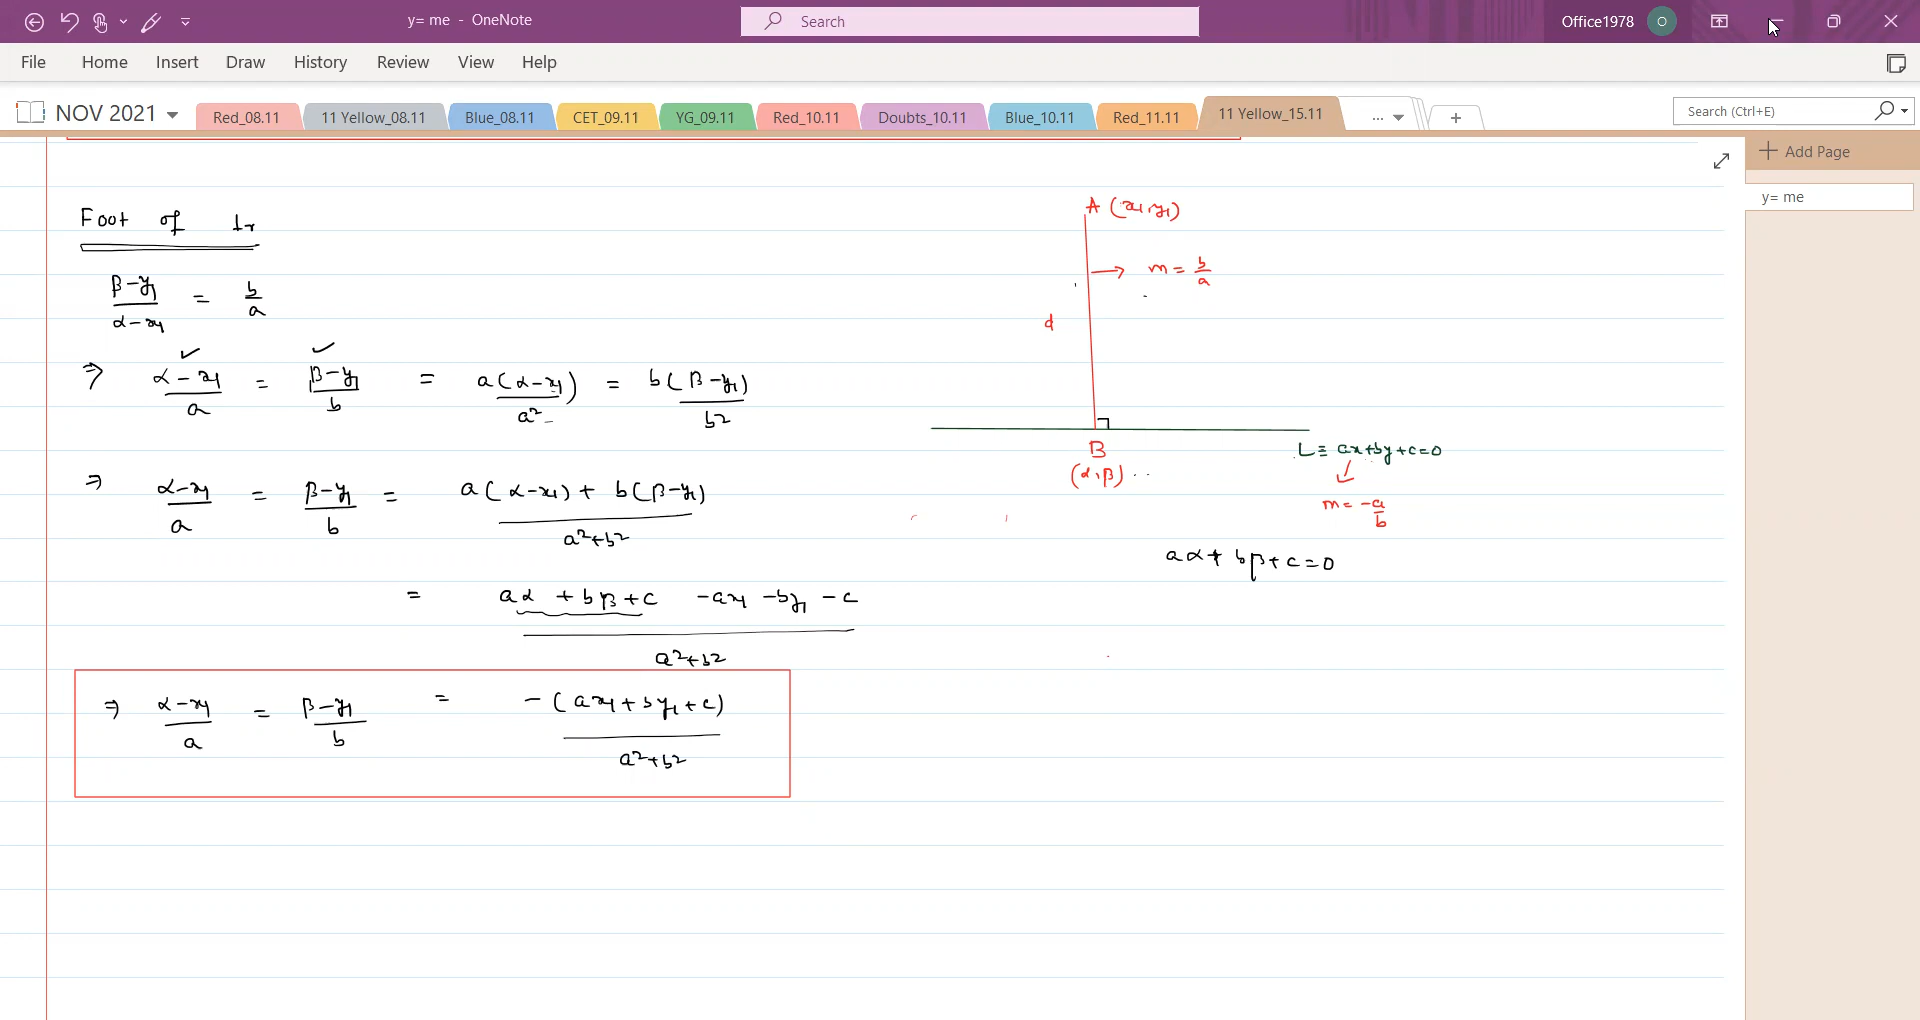 y= me - OneNote
Search
Office1978
O
File Home Insert Draw History Review View Help
NOV 2021
Red_08.11
11 Yellow_08.11
Blue_08.11
CET_09.11
YG_09.11
Red_10.11
Doubts_10.11
Blue_10.11
Red_11.11
11 Yellow_15.11
...
+
Search (Ctrl+E)
Add Page
y= me
Foot of ⊥r
(β-y₁)/(α-x₁) = b/a
⇒ (α-x₁)/a = (β-y₁)/b = a(α-x₁)/a² = b(β-y₁)/b²
⇒ (α-x₁)/a = (β-y₁)/b = (a(α-x₁)+ b(β-y₁))/(a²+b²)
= (aα +bβ+c -ax₁ -by₁ -c)/(a²+b²)
⇒ (α-x₁)/a = (β-y₁)/b = -(ax₁+by₁+c)/(a²+b²)
A (x₁,y₁)
→ m = b/a
d
B
(α,β)
L≡ ax+by+c=0
m= -a/b
aα+ bβ+c=0